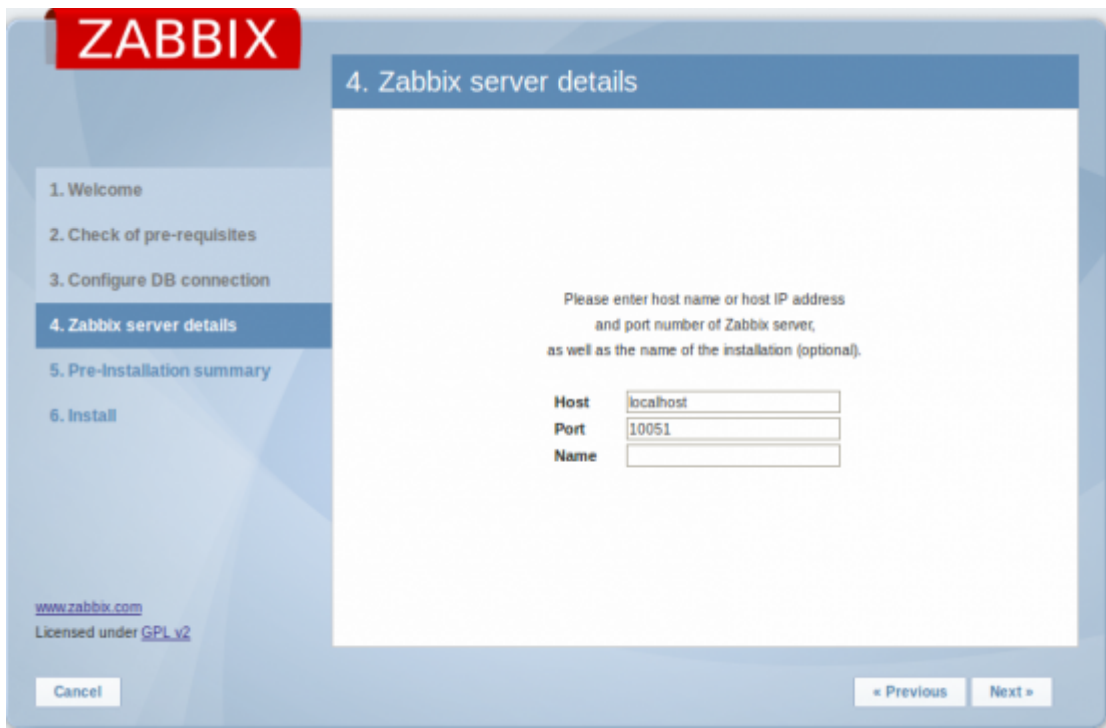 ZABBIX
4. Zabbix server details
1. Welcome
2. Check of pre-requisites
3. Configure DB connection
4. Zabbix server details
5. Pre-Installation summary
6. Install
Please enter host name or host IP address
and port number of Zabbix server,
as well as the name of the installation (optional).
Host localhost
Port 10051
Name
www.zabbix.com
Licensed under GPL v2
Cancel
« Previous
Next »